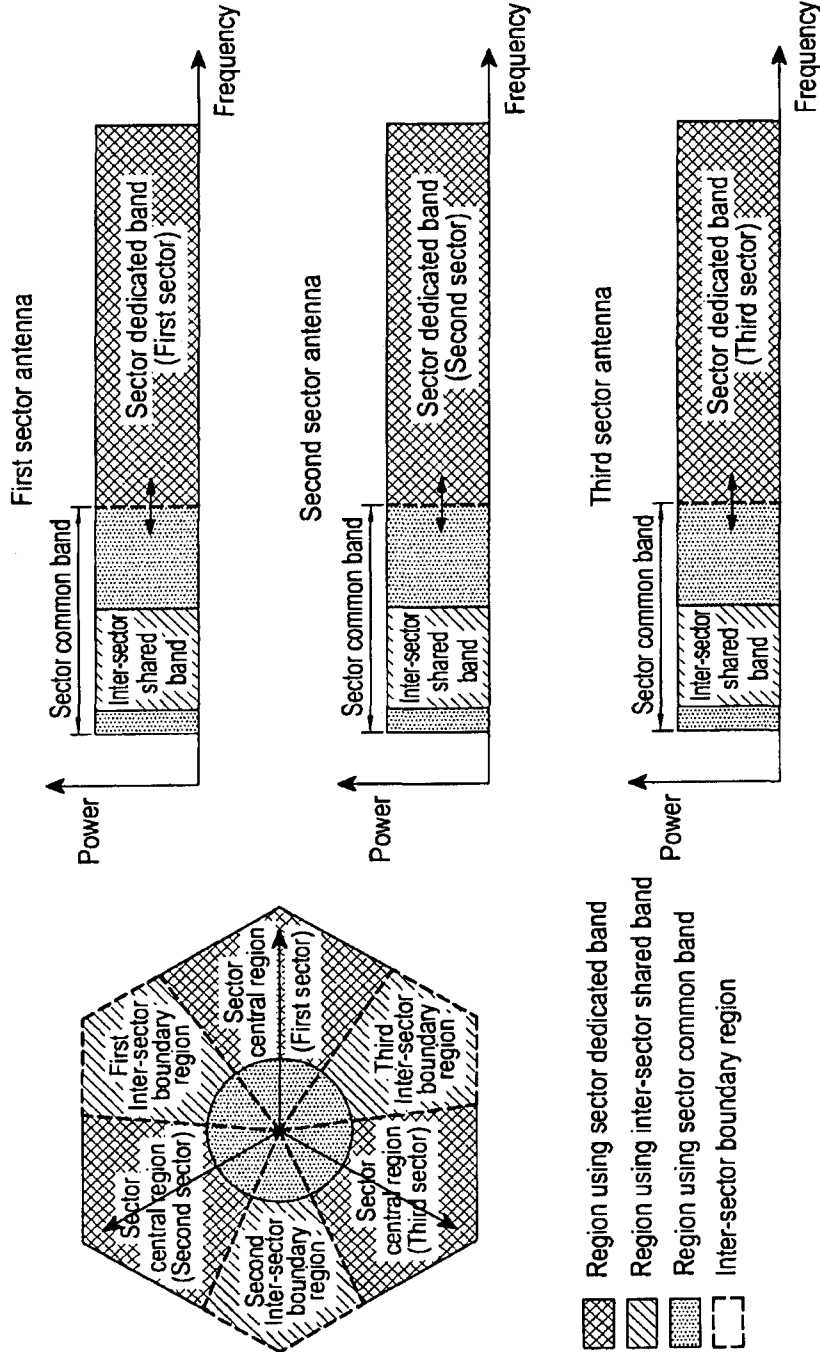 First sector antenna
Sector common band
Power
Inter-sector
shared
band
Sector dedicated band
(First sector)
Frequency
Second sector antenna
Sector common band
Power
Inter-sector
shared
band
Sector dedicated band
(Second sector)
Frequency
Third sector antenna
Sector common band
Power
Inter-sector
shared
band
Sector dedicated band
(Third sector)
Frequency
First
Inter-sector
boundary
region
Sector
central region
(First sector)
Third
Inter-sector
boundary
region
Sector
central region
(Second sector)
Second
Inter-sector
boundary
region
Sector
central region
(Third sector)
Region using sector dedicated band
Region using inter-sector shared band
Region using sector common band
Inter-sector boundary region